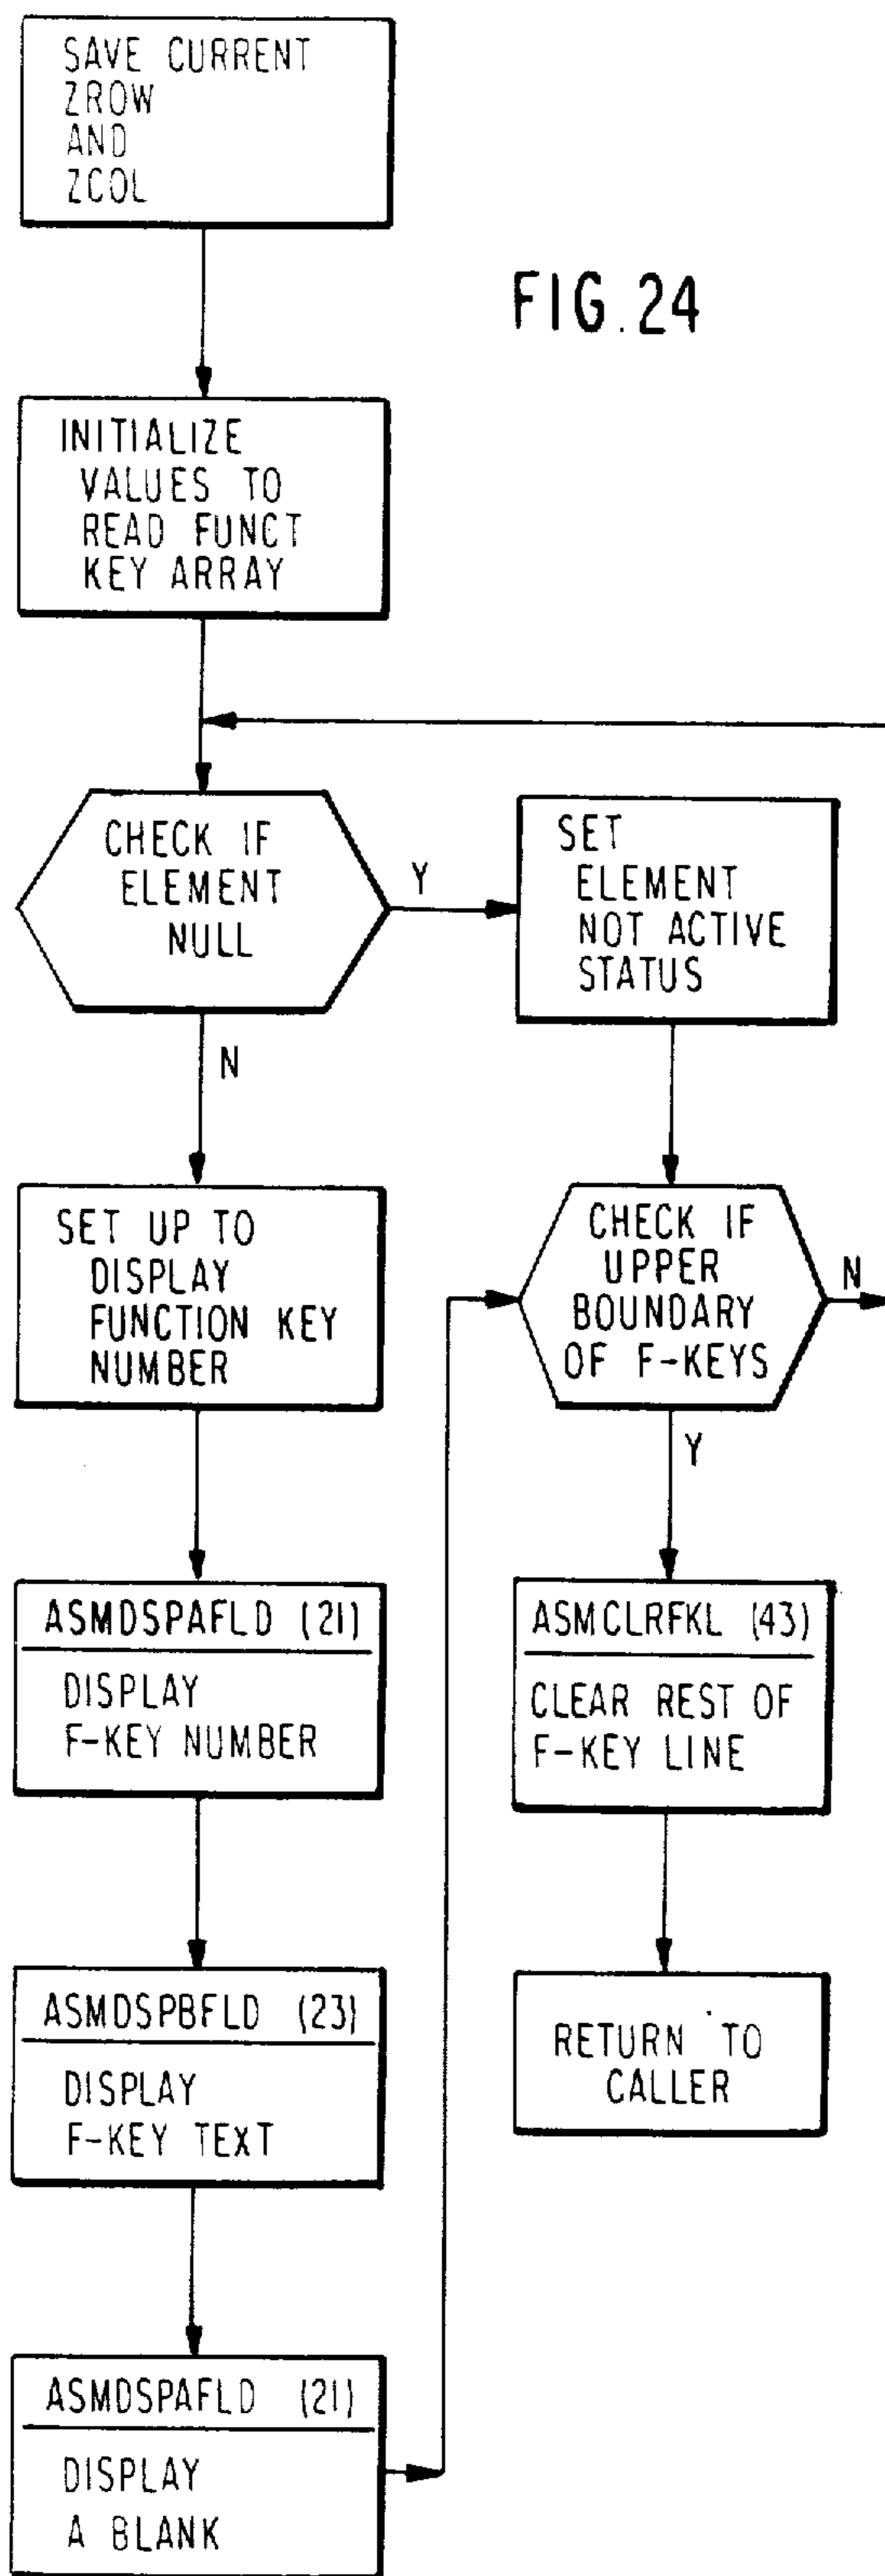 SAVE CURRENT
ZROW
AND
ZCOL
FIG.24
INITIALIZE
VALUES TO
READ FUNCT
KEY ARRAY
CHECK IF
ELEMENT
NULL
Y
SET
ELEMENT
NOT ACTIVE
STATUS
N
SET UP TO
DISPLAY
FUNCTION KEY
NUMBER
CHECK IF
UPPER
BOUNDARY
OF F-KEYS
N
Y
ASMDSPAFLD (21)
DISPLAY
F-KEY NUMBER
ASMCLRFKL (43)
CLEAR REST OF
F-KEY LINE
ASMDSPBFLD (23)
DISPLAY
F-KEY TEXT
RETURN TO
CALLER
ASMDSPAFLD (21)
DISPLAY
A BLANK